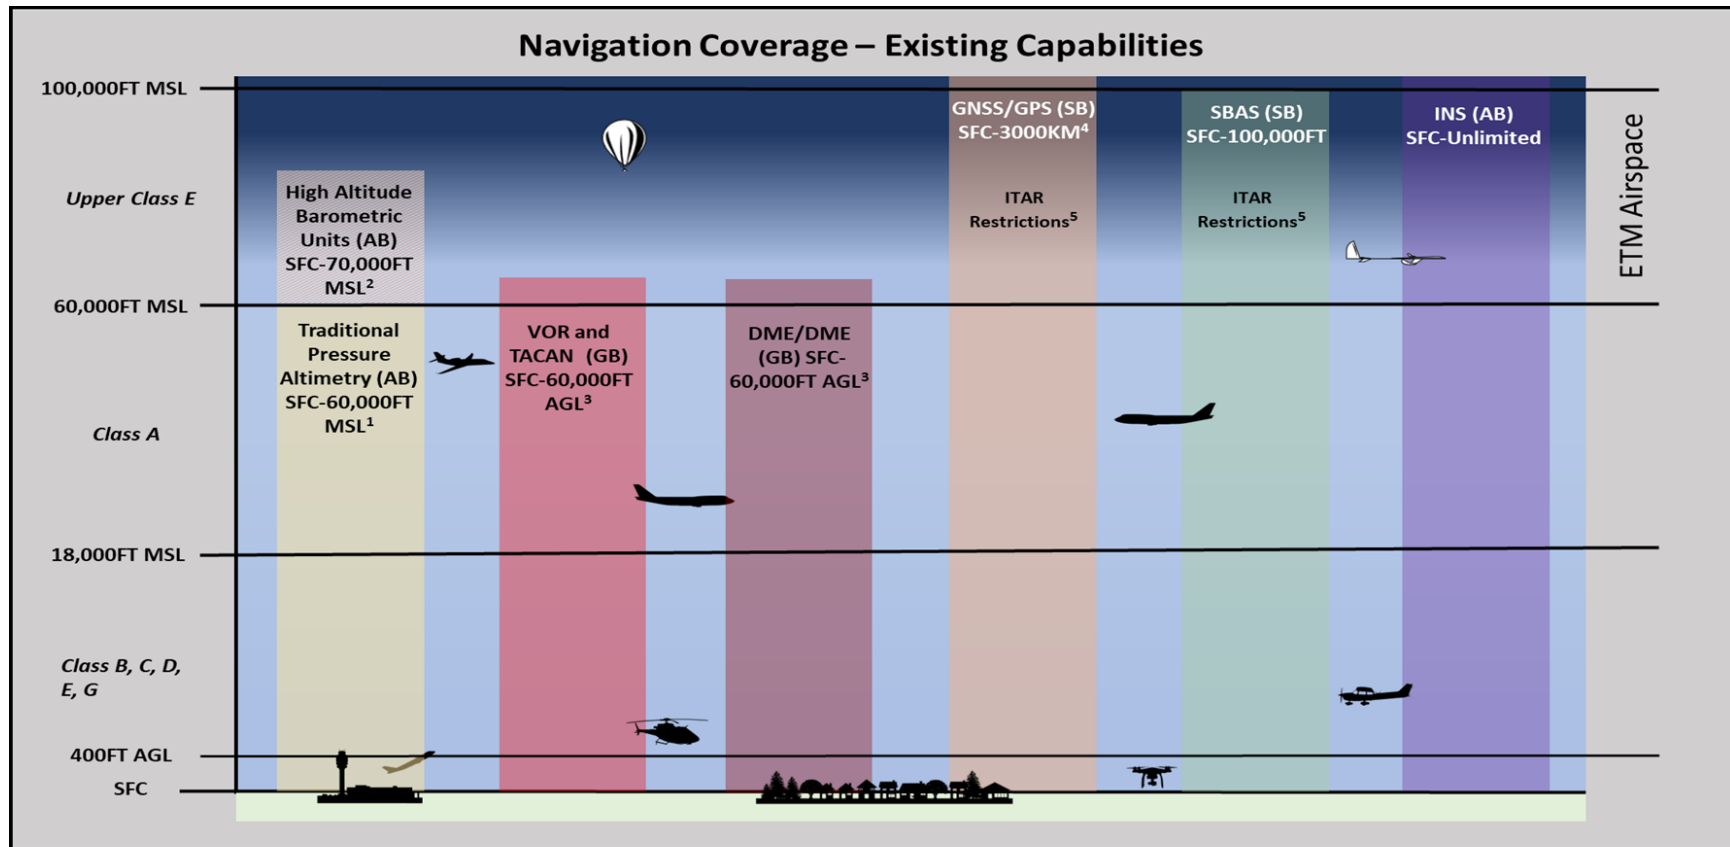 Navigation Coverage – Existing Capabilities
100,000FT MSL
Upper Class E
60,000FT MSL
Class A
18,000FT MSL
Class B, C, D,
E, G
400FT AGL
SFC
High Altitude
Barometric
Units (AB)
SFC-70,000FT
MSL²
Traditional
Pressure
Altimetry (AB)
SFC-60,000FT
MSL¹
VOR and
TACAN (GB)
SFC-60,000FT
AGL³
DME/DME
(GB) SFC-
60,000FT AGL³
GNSS/GPS (SB)
SFC-3000KM⁴
ITAR
Restrictions⁵
SBAS (SB)
SFC-100,000FT
ITAR
Restrictions⁵
INS (AB)
SFC-Unlimited
ETM Airspace